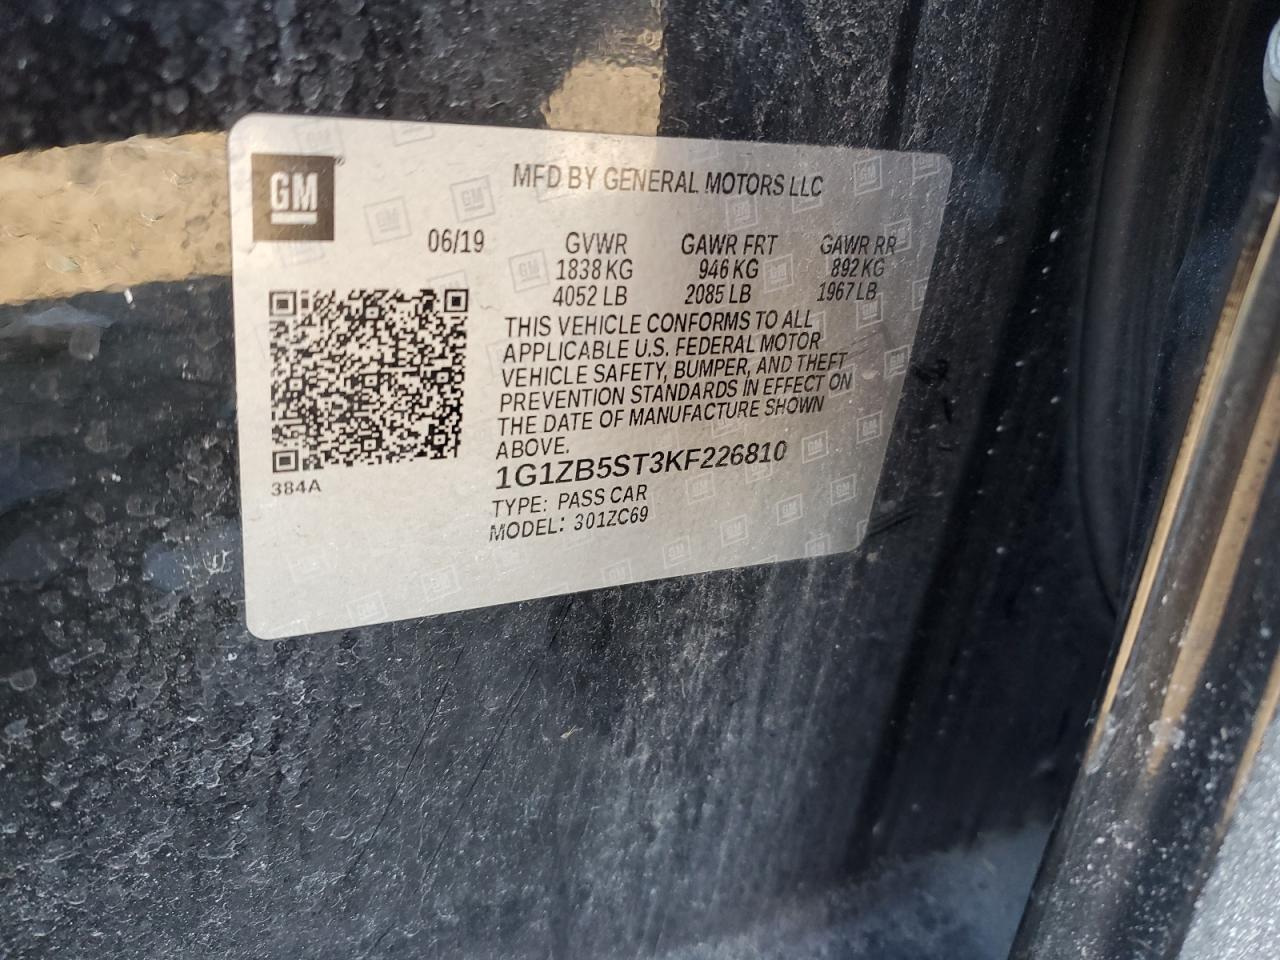 GM
MFD BY GENERAL MOTORS LLC
06/19 GVWR GAWR FRT GAWR RR
1838 KG 946 KG 892 KG
4052 LB 2085 LB 1967 LB
THIS VEHICLE CONFORMS TO ALL
APPLICABLE U.S. FEDERAL MOTOR
VEHICLE SAFETY, BUMPER, AND THEFT
PREVENTION STANDARDS IN EFFECT ON
THE DATE OF MANUFACTURE SHOWN
ABOVE.
1G1ZB5ST3KF226810
384A
TYPE: PASS CAR
MODEL: 301ZC69